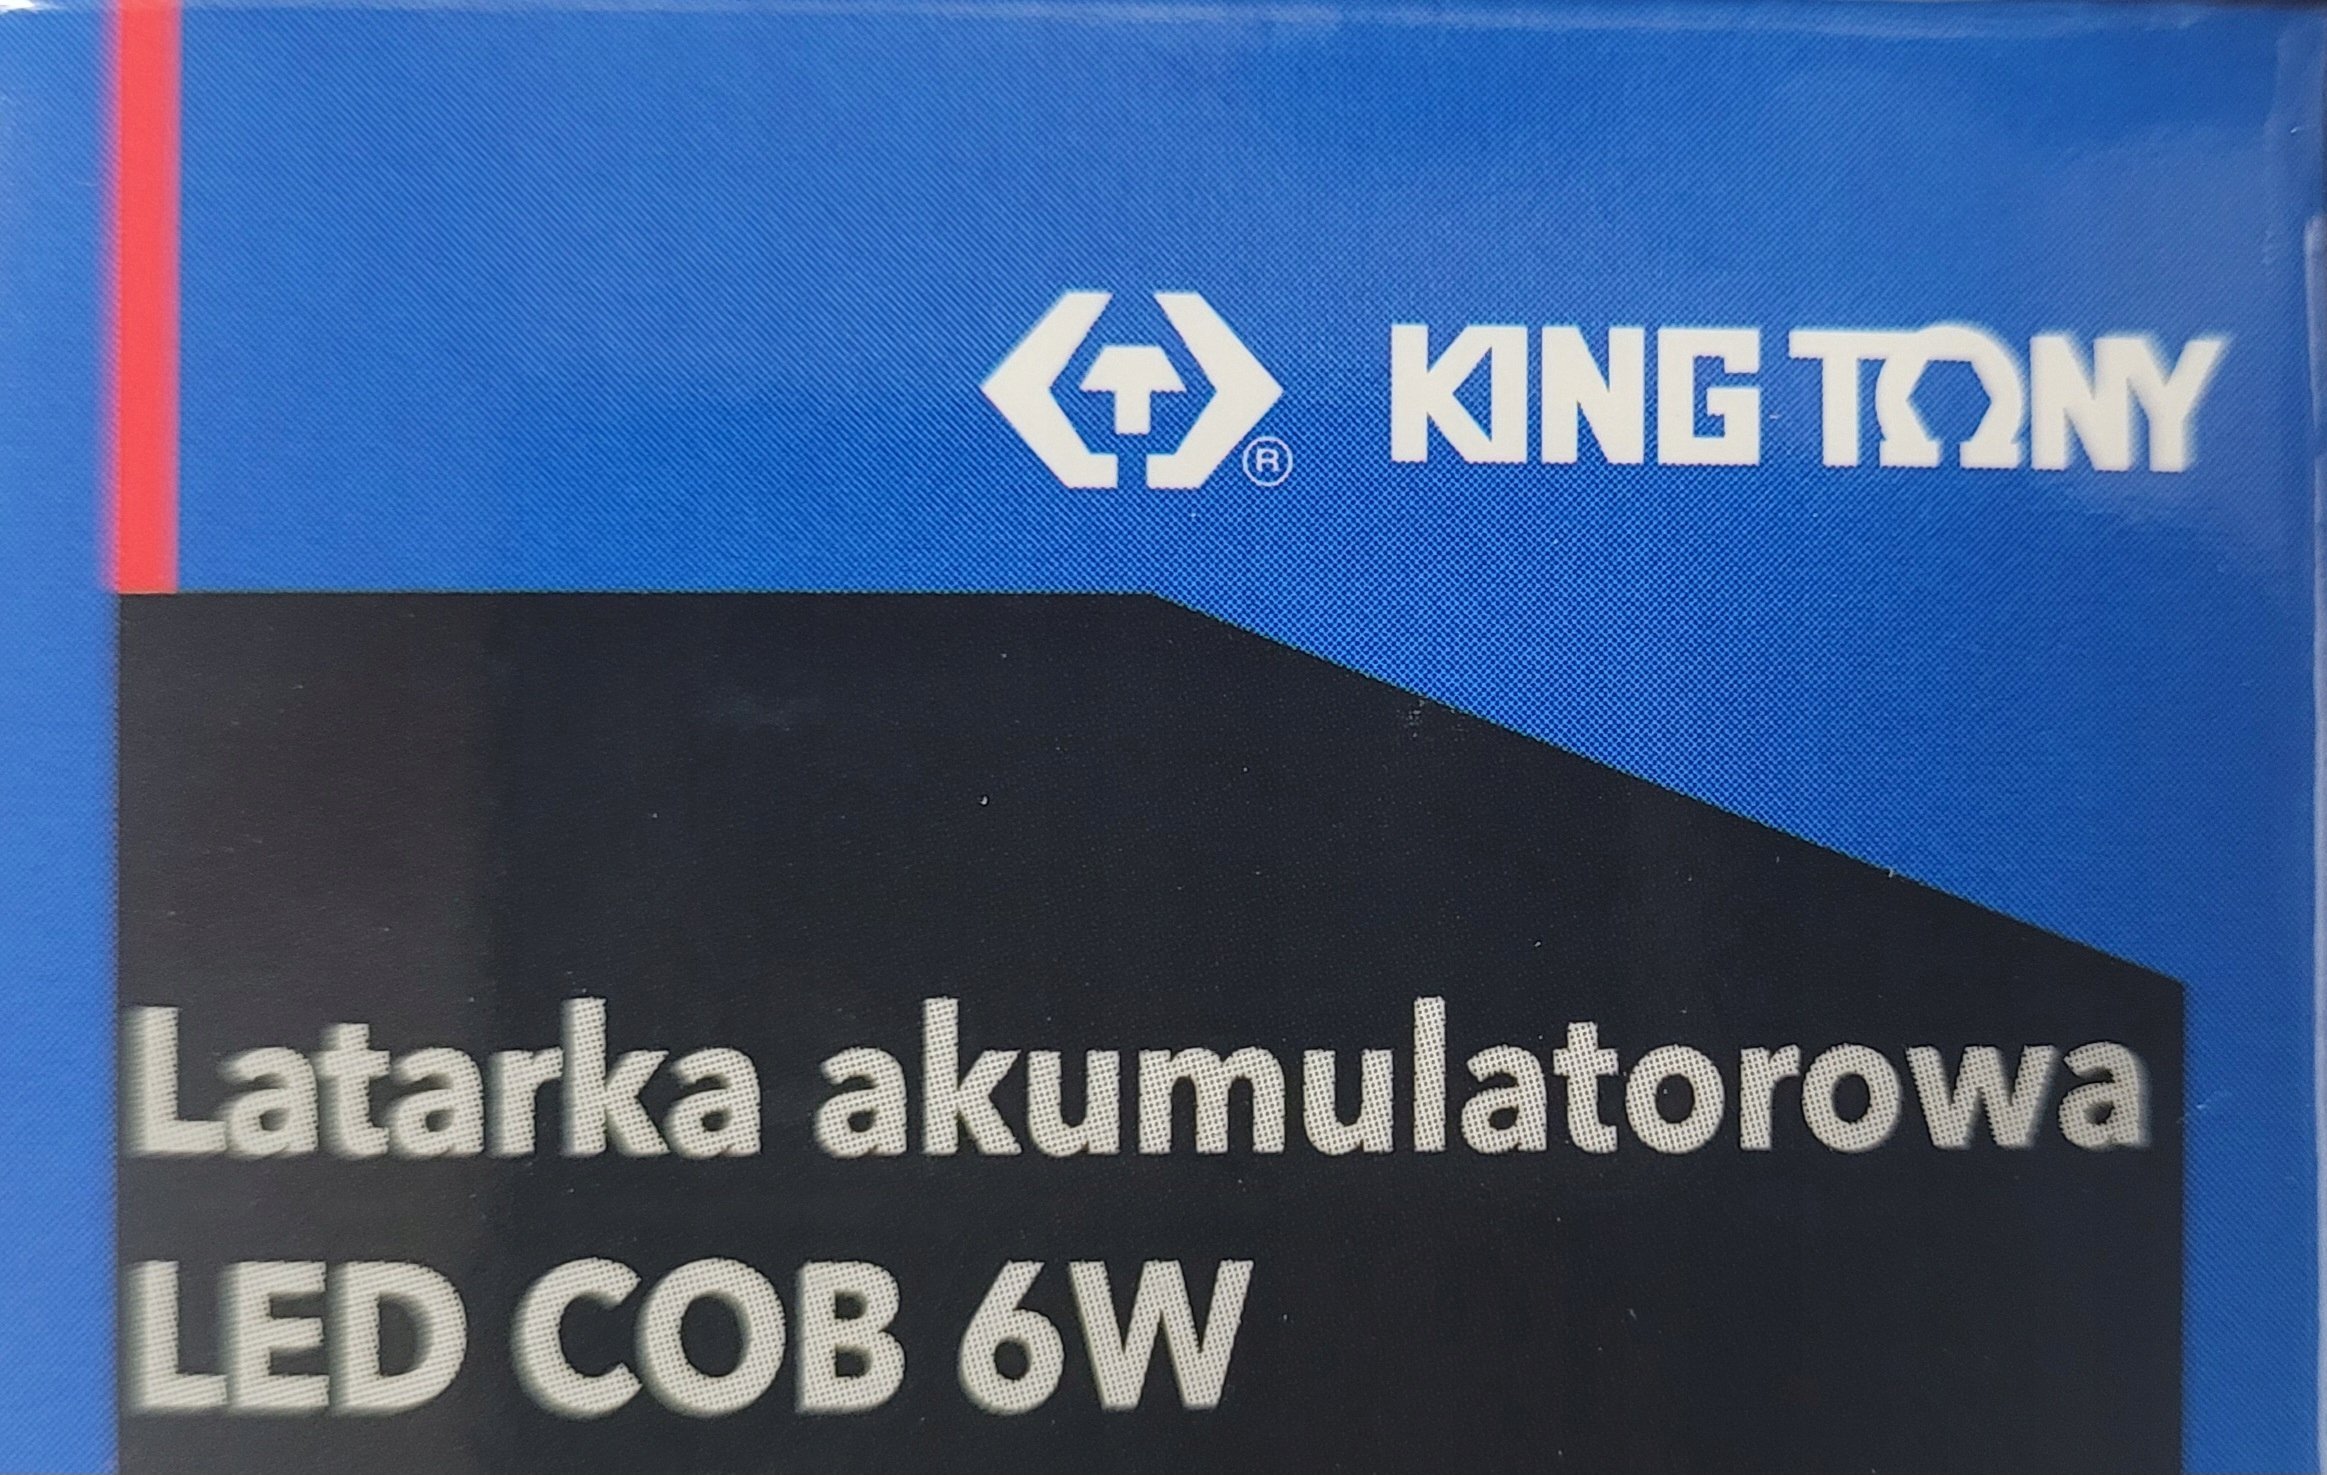 ® KING TONY
Latarka akumulatorowa
LED COB 6W